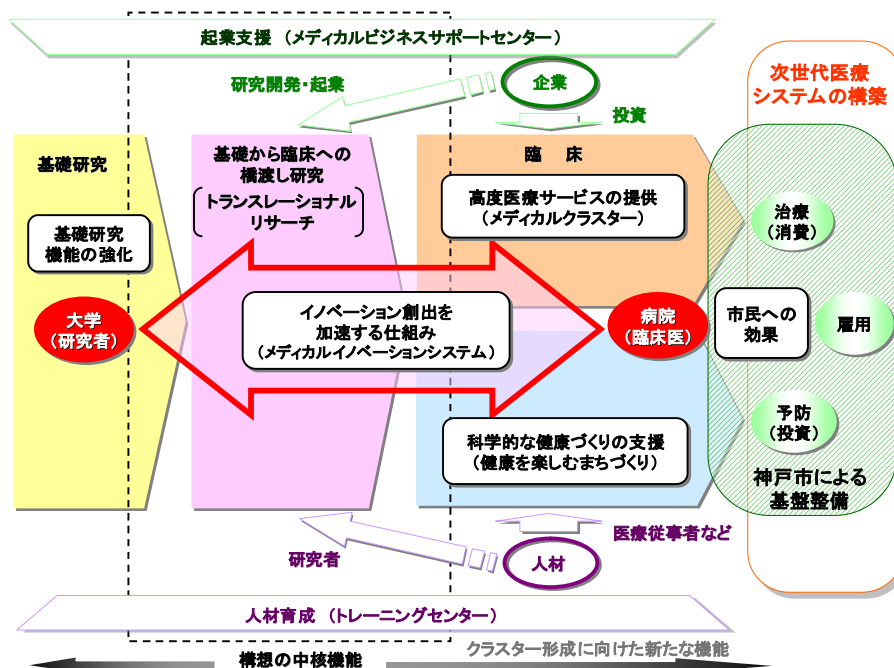 起業支援（メディカルビジネスサポートセンター）
研究開発・起業
企業
投資
次世代医療
システムの構築
基礎研究
基礎から臨床への
橋渡し研究
トランスレーショナル
リサーチ
臨　床
基礎研究
機能の強化
高度医療サービスの提供
（メディカルクラスター）
治療
（消費）
大学
（研究者）
イノベーション創出を
加速する仕組み
（メディカルイノベーションシステム）
病院
（臨床医）
市民への
効果
雇用
科学的な健康づくりの支援
（健康を楽しむまちづくり）
予防
（投資）
神戸市による
基盤整備
研究者
人材
医療従事者など
人材育成（トレーニングセンター）
構想の中核機能
クラスター形成に向けた新たな機能